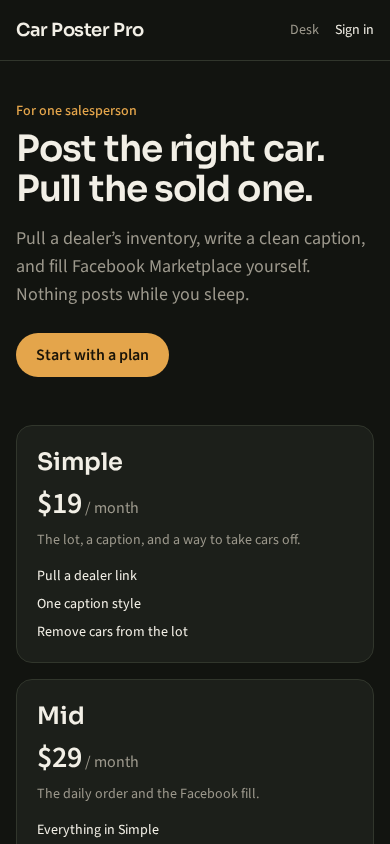 Car Poster Pro
Desk
Sign in
For one salesperson
Post the right car.
Pull the sold one.
Pull a dealer’s inventory, write a clean caption,
and fill Facebook Marketplace yourself.
Nothing posts while you sleep.
Start with a plan
Simple
$19 / month
The lot, a caption, and a way to take cars off.
Pull a dealer link
One caption style
Remove cars from the lot
Mid
$29 / month
The daily order and the Facebook fill.
Everything in Simple